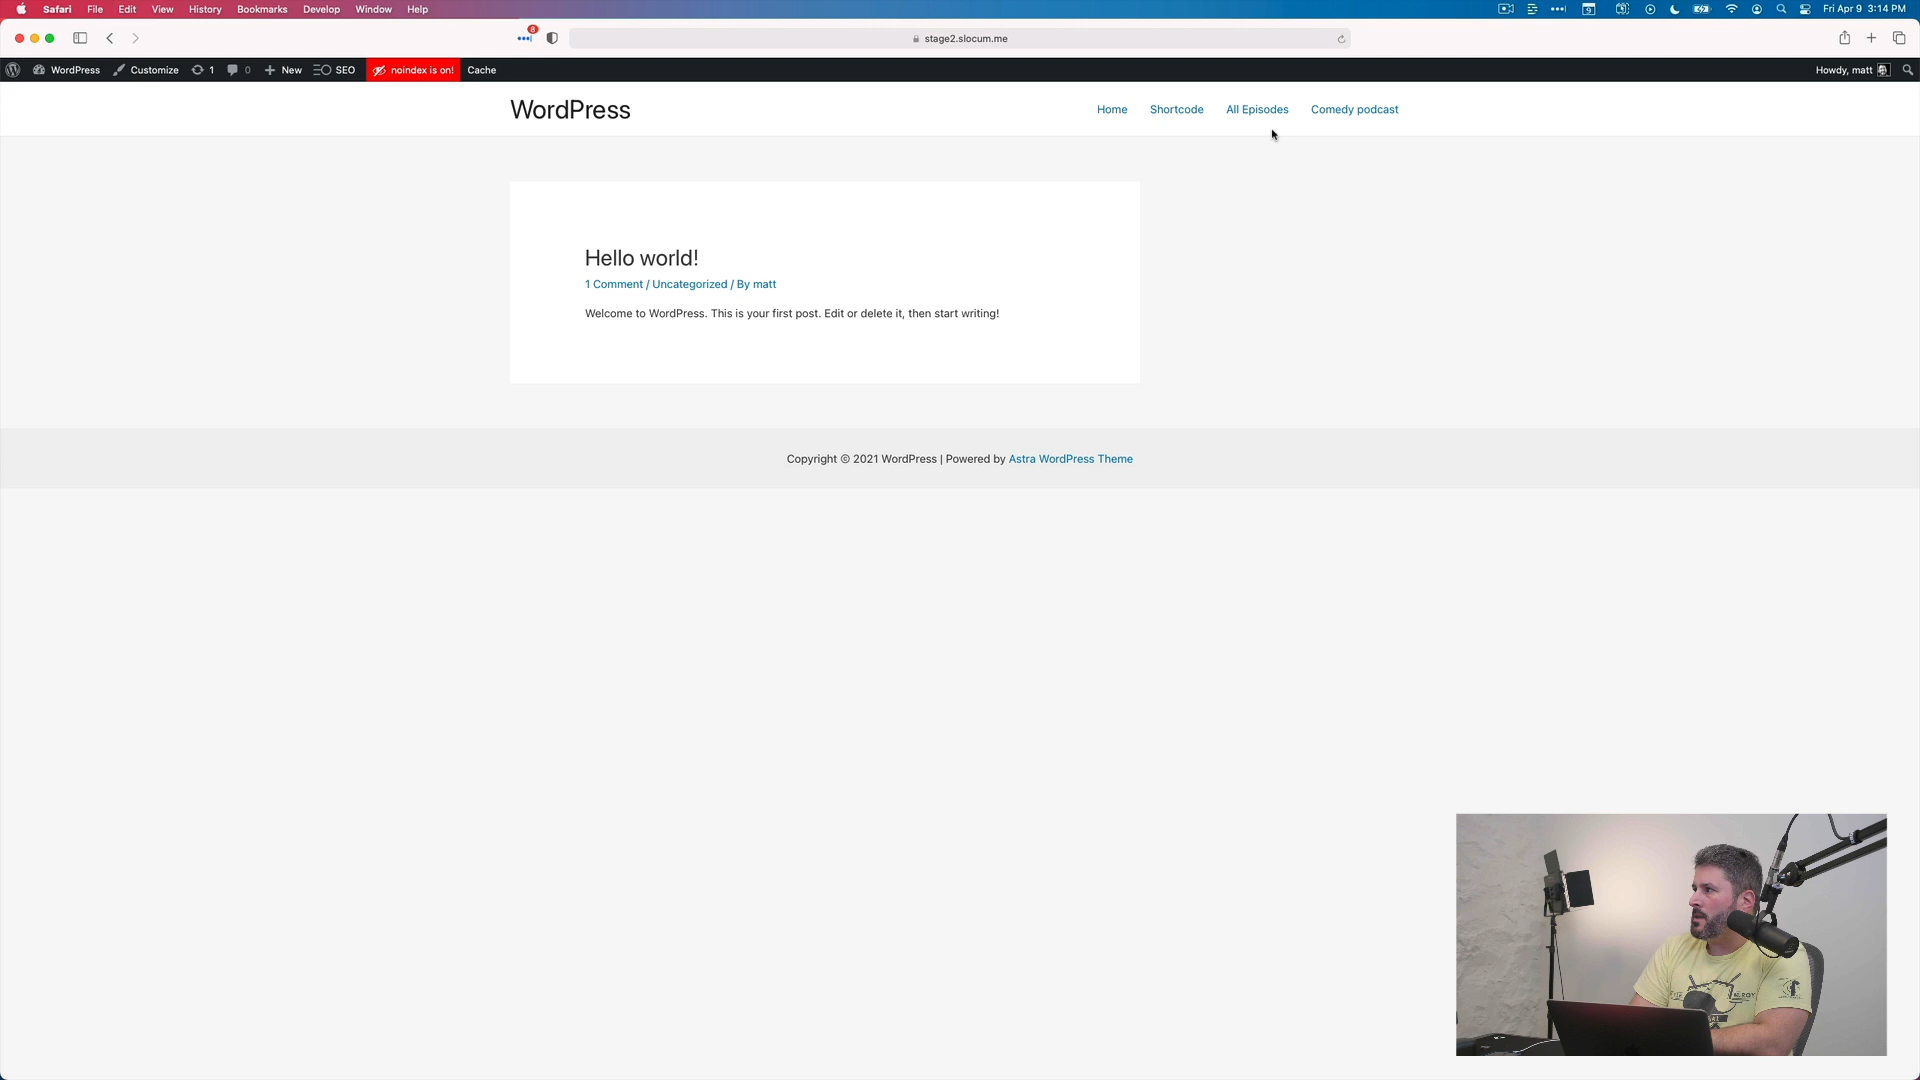 Safari File Edit View History Bookmarks Develop Window Help 9 Fri Apr 9 3:14 PM
8 stage2.slocum.me
WordPress Customize 1 0 New SEO noindex is on! Cache Howdy, matt
WordPress Home Shortcode All Episodes Comedy podcast
Hello world!
1 Comment / Uncategorized / By matt
Welcome to WordPress. This is your first post. Edit or delete it, then start writing!
Copyright © 2021 WordPress | Powered by Astra WordPress Theme